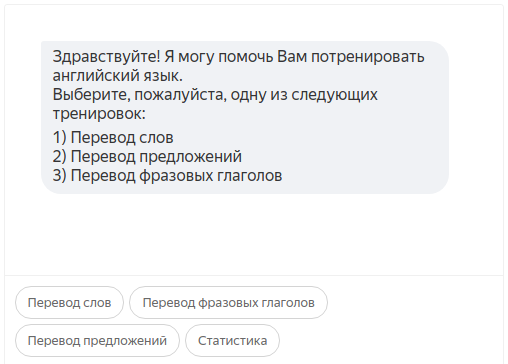 Здравствуйте! Я могу помочь Вам потренировать
английский язык.
Выберите, пожалуйста, одну из следующих
тренировок:
1) Перевод слов
2) Перевод предложений
3) Перевод фразовых глаголов
Перевод слов
Перевод фразовых глаголов
Перевод предложений
Статистика